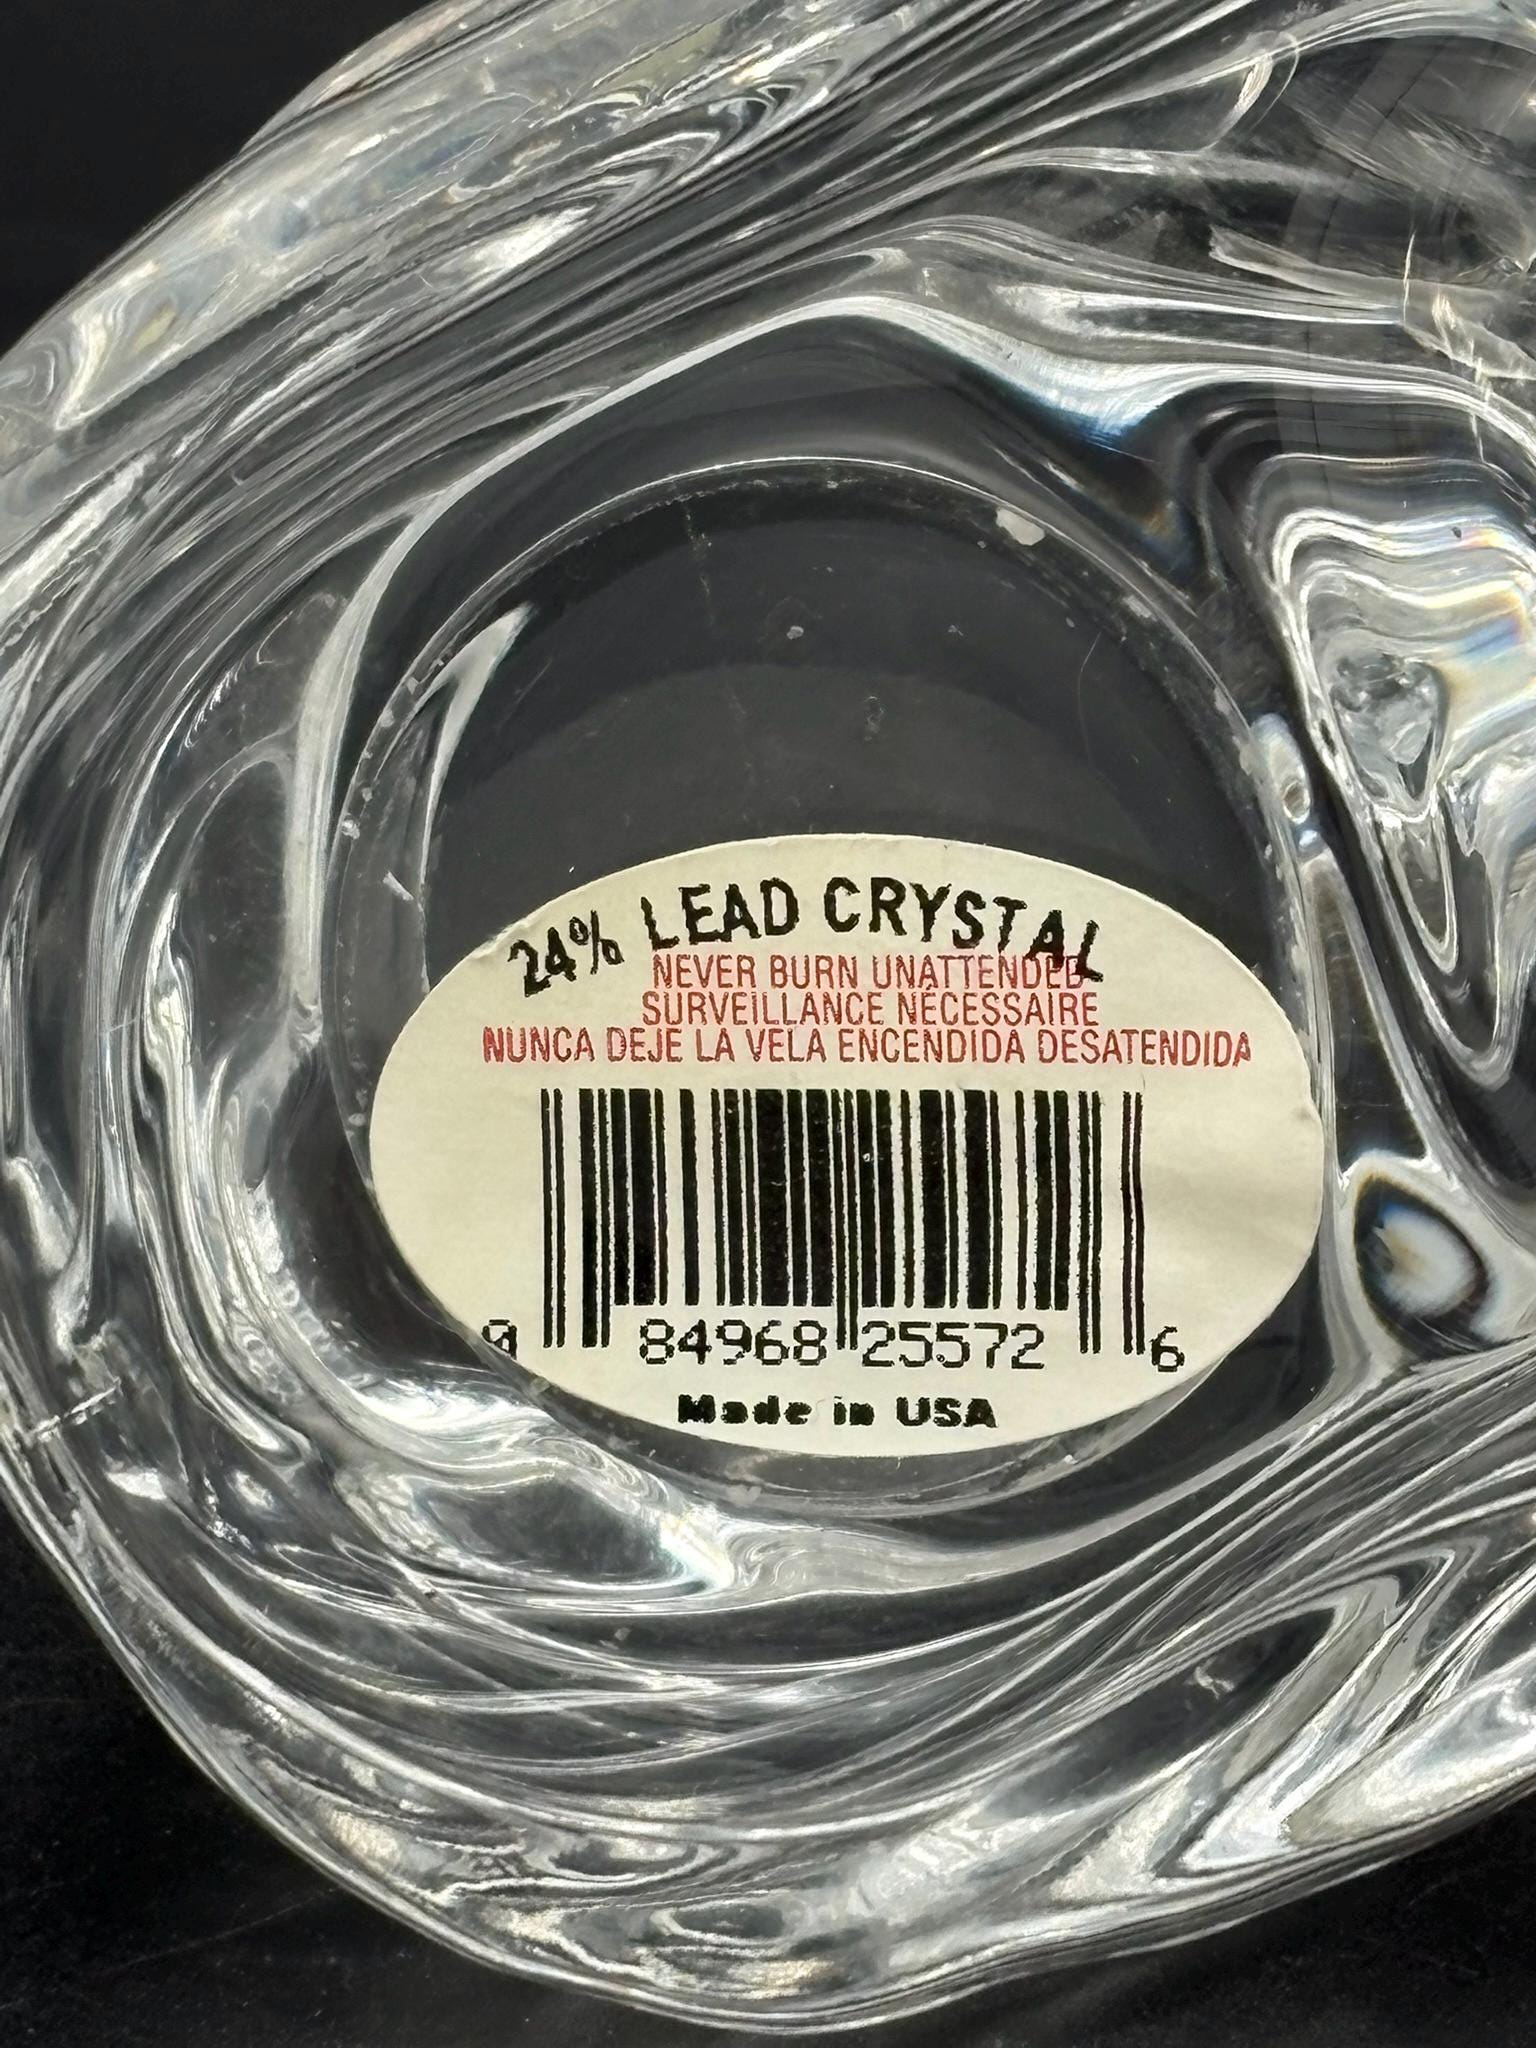 24% LEAD CRYSTAL
NEVER BURN UNATTENDED
SURVEILLANCE NÉCESSAIRE
NUNCA DEJE LA VELA ENCENDIDA DESATENDIDA
0 84968 25572 6
Made in USA